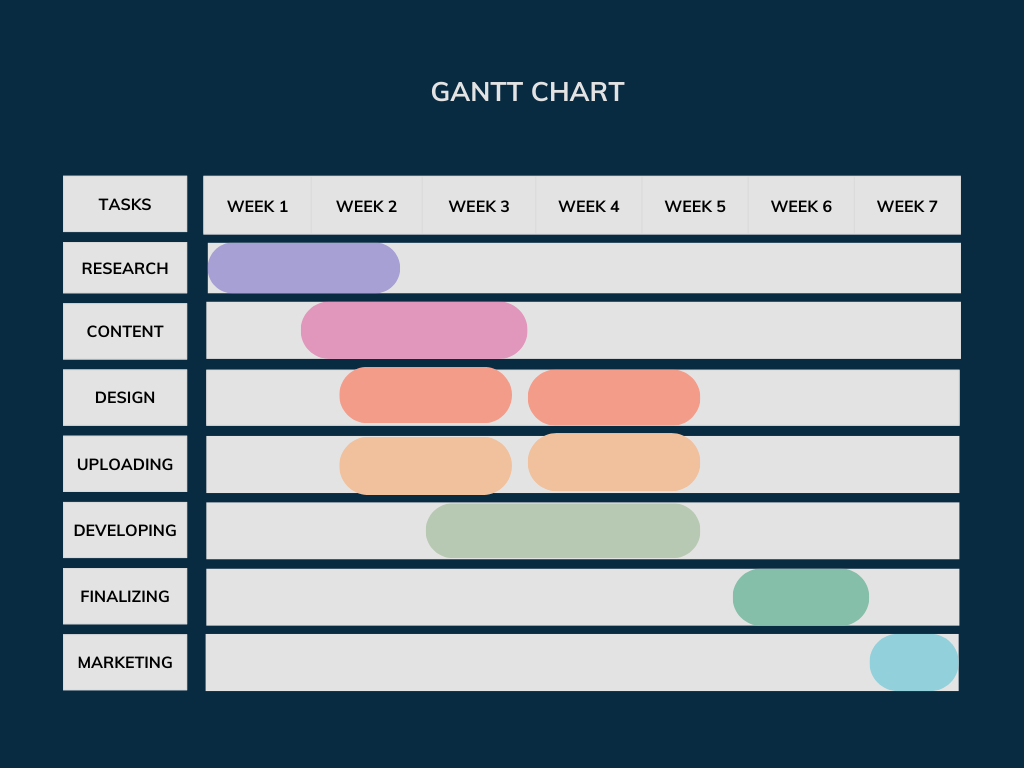 GANTT CHART
TASKS
WEEK 1 WEEK 2 WEEK 3 WEEK 4 WEEK 5 WEEK 6 WEEK 7
RESEARCH
CONTENT
DESIGN
UPLOADING
DEVELOPING
FINALIZING
MARKETING